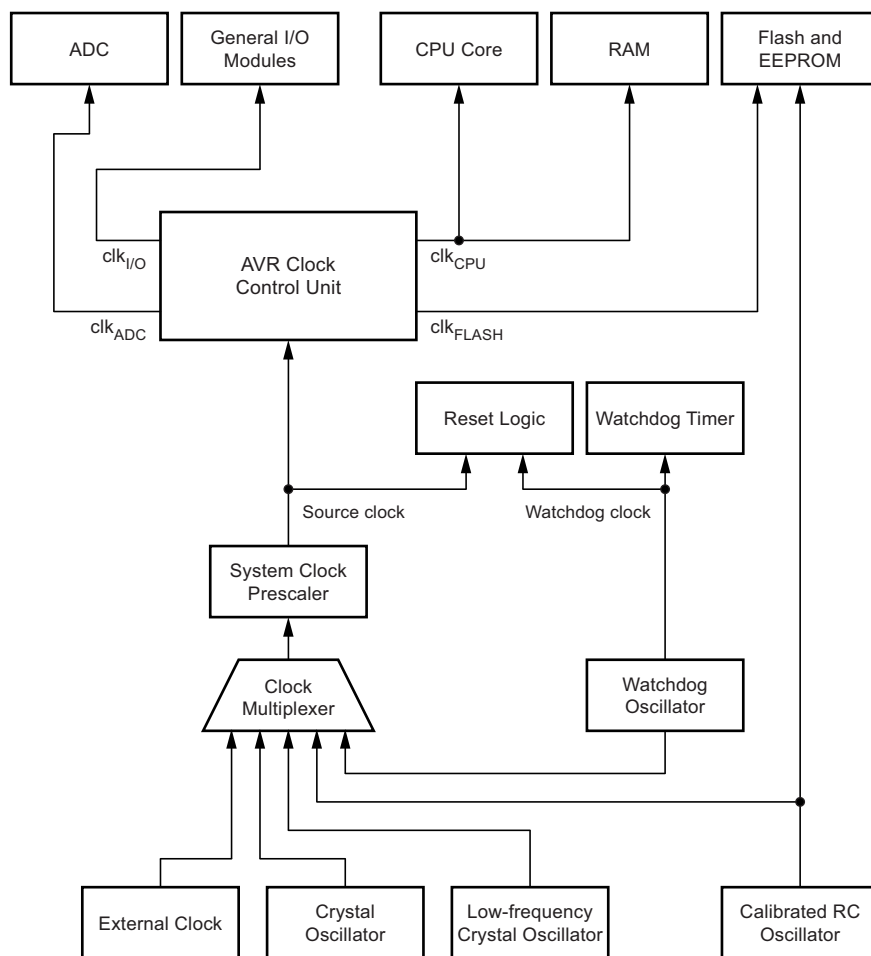 ADC
General I/O
Modules
CPU Core
RAM
Flash and
EEPROM
clkI/O
AVR Clock
Control Unit
clkCPU
clkADC
clkFLASH
Reset Logic
Watchdog Timer
Source clock
Watchdog clock
System Clock
Prescaler
Clock
Multiplexer
Watchdog
Oscillator
External Clock
Crystal
Oscillator
Low-frequency
Crystal Oscillator
Calibrated RC
Oscillator